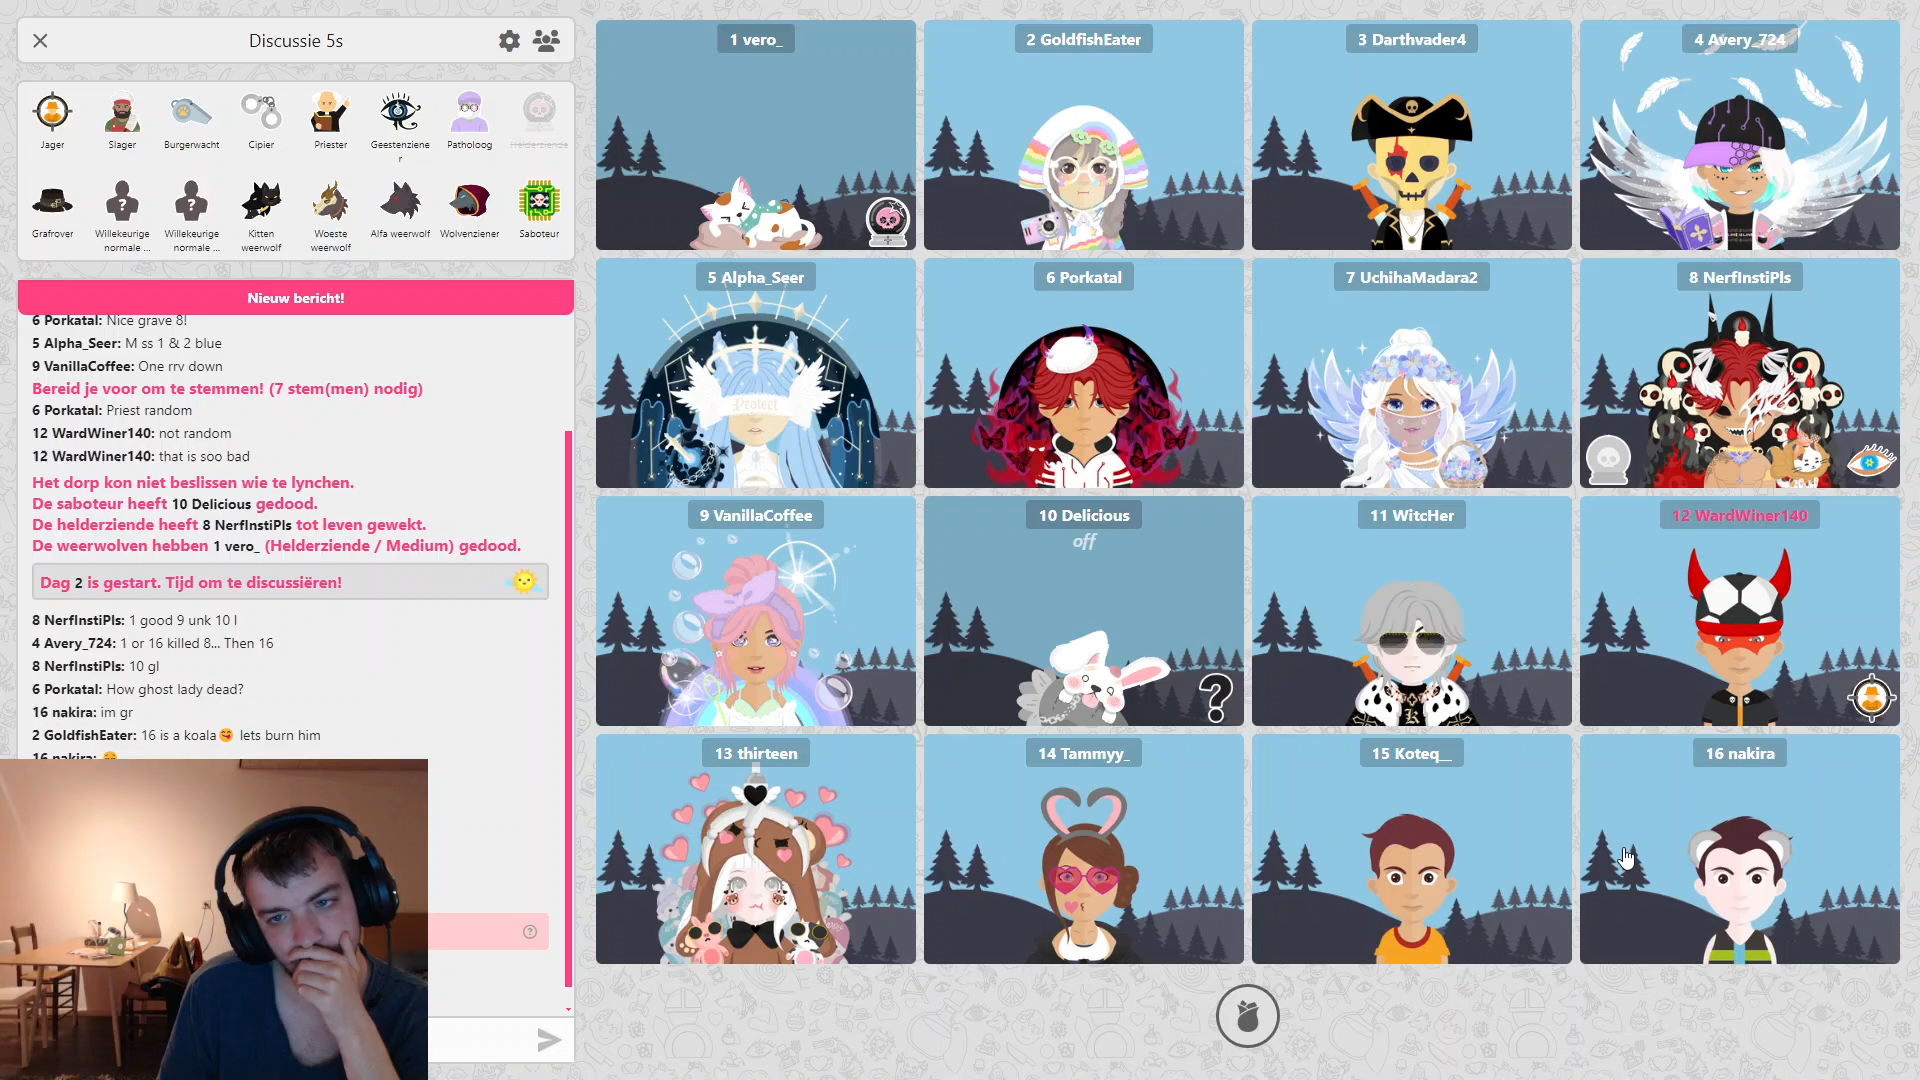 Discussie 5s
Jager
Slager
Burgerwacht
Cipier
Priester
Geestenziene
r
Patholoog
Helderziende
Grafrover
Willekeurige
normale ...
Willekeurige
normale ...
Kitten
weerwolf
Woeste
weerwolf
Alfa weerwolf
Wolvenziener
Saboteur
Nieuw bericht!
6 Porkatal: Nice grave 8!
5 Alpha_Seer: M ss 1 & 2 blue
9 VanillaCoffee: One rrv down
Bereid je voor om te stemmen! (7 stem(men) nodig)
6 Porkatal: Priest random
12 WardWiner140: not random
12 WardWiner140: that is soo bad
Het dorp kon niet beslissen wie te lynchen.
De saboteur heeft 10 Delicious gedood.
De helderziende heeft 8 NerfInstiPls tot leven gewekt.
De weerwolven hebben 1 vero_ (Helderziende / Medium) gedood.
Dag 2 is gestart. Tijd om te discussiëren!
8 NerfInstiPls: 1 good 9 unk 10 l
4 Avery_724: 1 or 16 killed 8... Then 16
8 NerfInstiPls: 10 gl
6 Porkatal: How ghost lady dead?
16 nakira: im gr
2 GoldfishEater: 16 is a koala😋 lets burn him
16 nakira:
1 vero_
2 GoldfishEater
3 Darthvader4
4 Avery_724
5 Alpha_Seer
Protect
6 Porkatal
7 UchihaMadara2
8 NerfInstiPls
9 VanillaCoffee
10 Delicious
off
?
11 WitcHer
12 WardWiner140
13 thirteen
14 Tammyy_
15 Koteq__
16 nakira